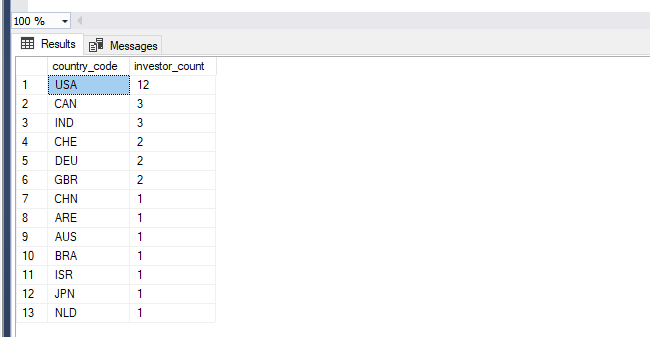 100 %
Results Messages
country_code investor_count
1 USA 12
2 CAN 3
3 IND 3
4 CHE 2
5 DEU 2
6 GBR 2
7 CHN 1
8 ARE 1
9 AUS 1
10 BRA 1
11 ISR 1
12 JPN 1
13 NLD 1